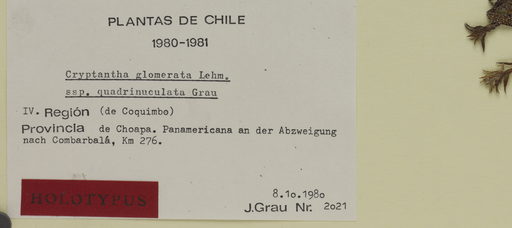 PLANTAS DE CHILE
1980-1981
Cryptantha glomerata Lehm.
ssp. quadrinuculata Grau
IV. Región (de Coquimbo)
Provincia de Choapa. Panamericana an der Abzweigung
nach Combarbalá, Km 276.
HOLOTYPUS
8.10.1980
J.Grau Nr. 2021